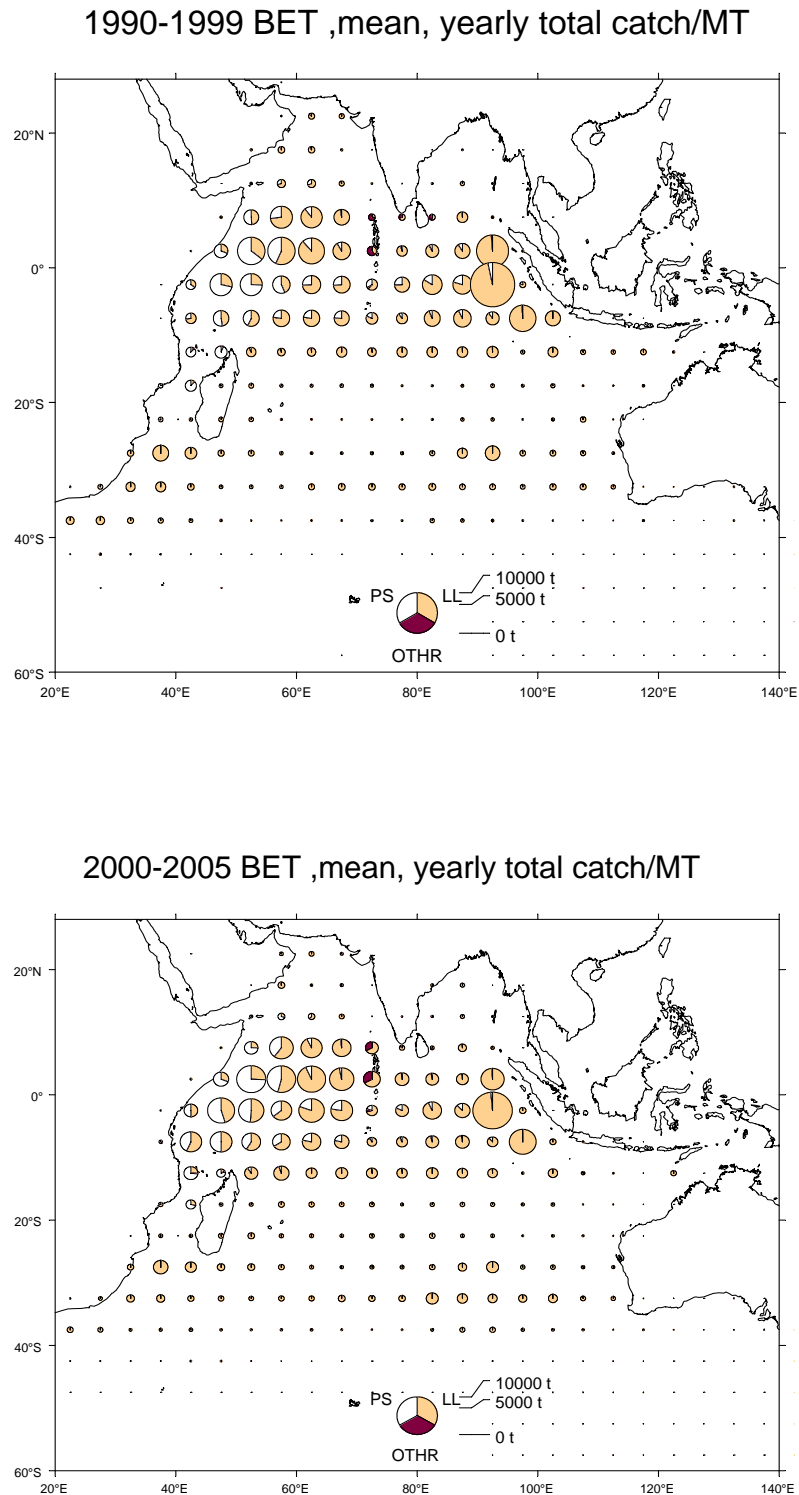 1990-1999 BET ,mean, yearly total catch/MT
20°N
0°
20°S
40°S
60°S
PS
LL
10000 t
5000 t
0 t
OTHR
20°E 40°E 60°E 80°E 100°E 120°E 140°E
2000-2005 BET ,mean, yearly total catch/MT
20°N
0°
20°S
40°S
60°S
PS
LL
10000 t
5000 t
0 t
OTHR
20°E 40°E 60°E 80°E 100°E 120°E 140°E